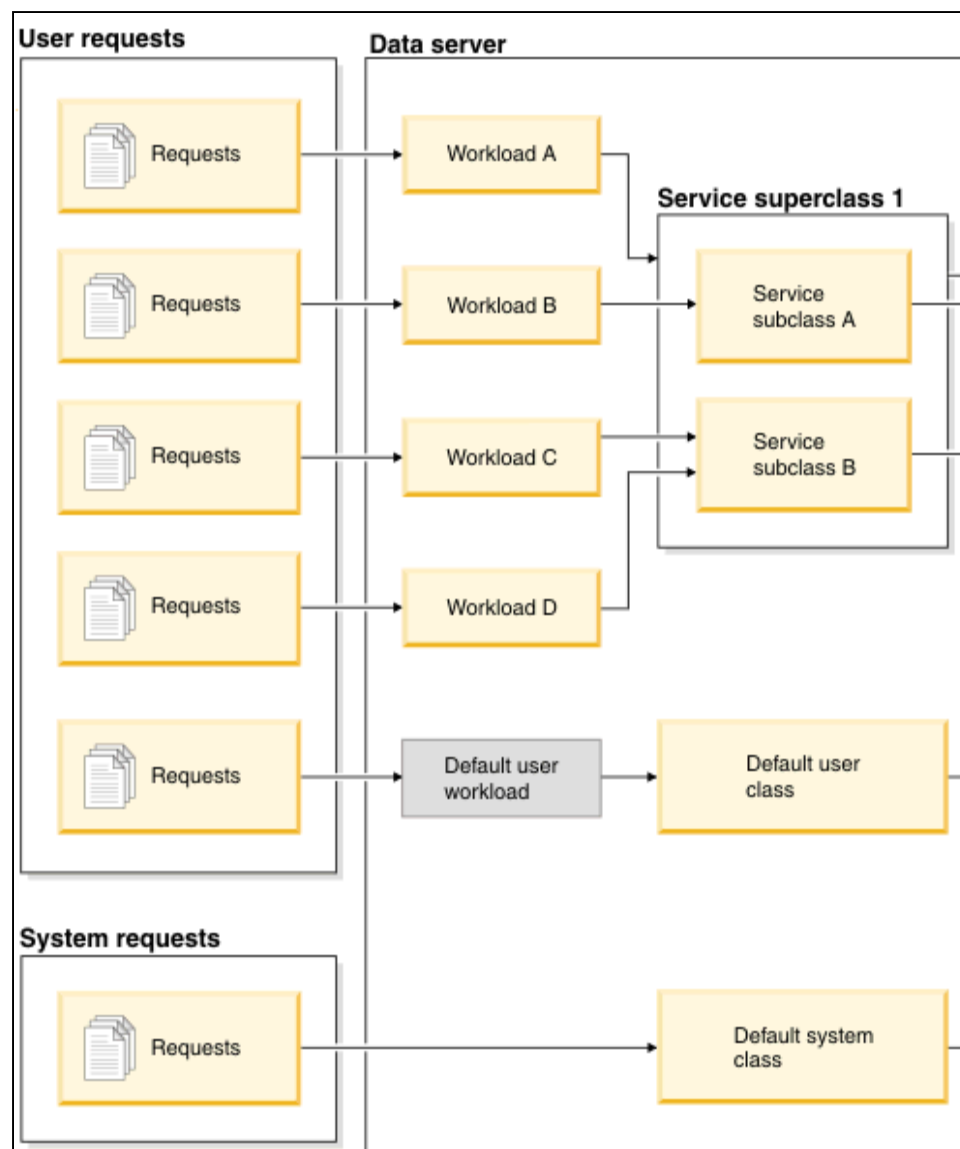 User requests
Data server
Requests
Workload A
Service superclass 1
Requests
Workload B
Service
subclass A
Requests
Workload C
Service
subclass B
Requests
Workload D
Requests
Default user
workload
Default user
class
System requests
Requests
Default system
class